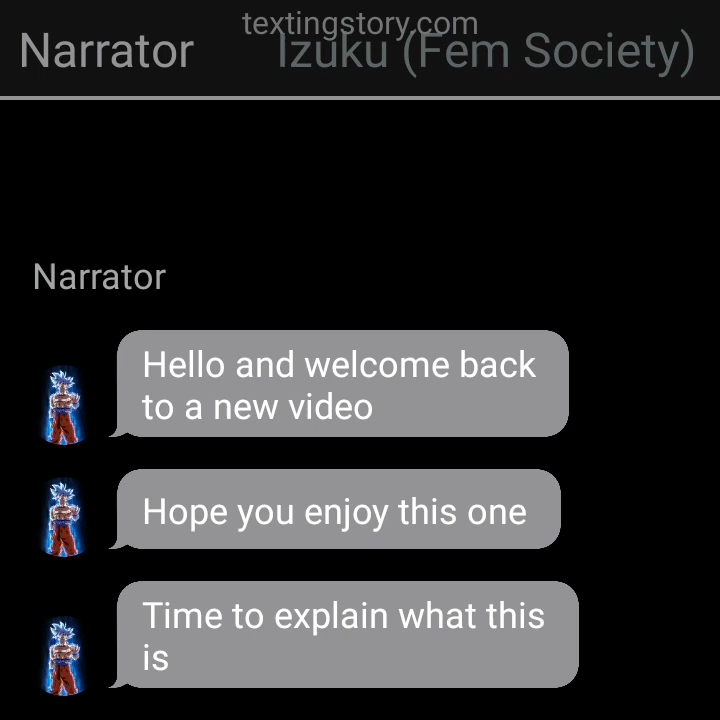 textingstory.com
Narrator
Izuku (Fem Society)
Narrator
Hello and welcome back
to a new video
Hope you enjoy this one
Time to explain what this
is